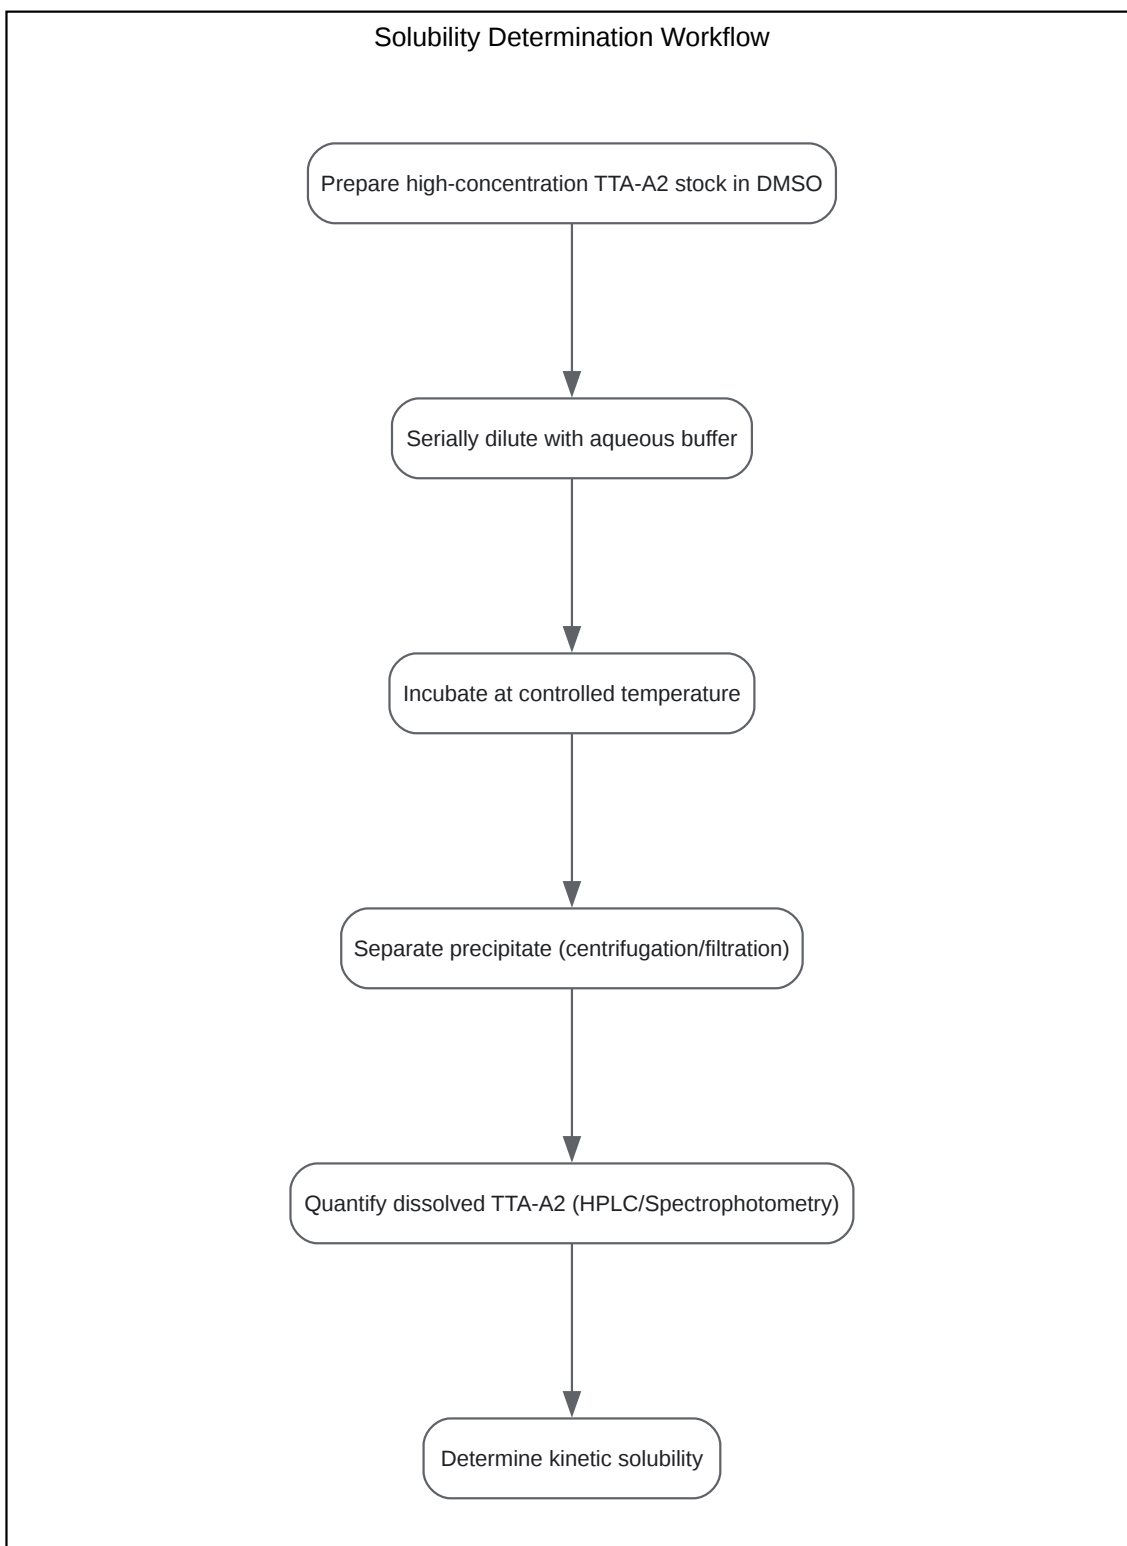 Solubility Determination Workflow
Prepare high-concentration TTA-A2 stock in DMSO
Serially dilute with aqueous buffer
Incubate at controlled temperature
Separate precipitate (centrifugation/filtration)
Quantify dissolved TTA-A2 (HPLC/Spectrophotometry)
Determine kinetic solubility